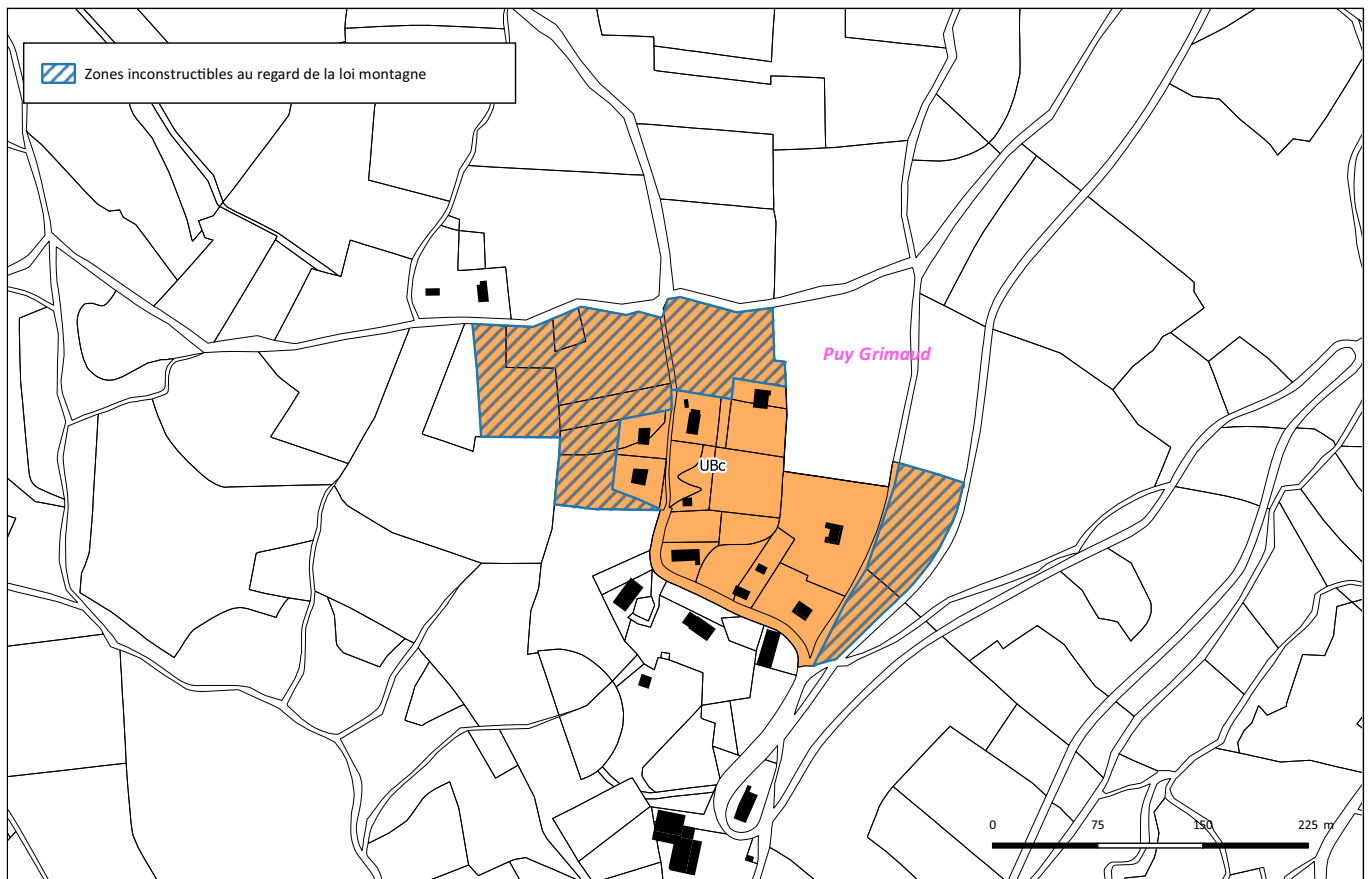 Zones inconstructibles au regard de la loi montagne
Puy Grimaud
UBc
0 75 150 225 m